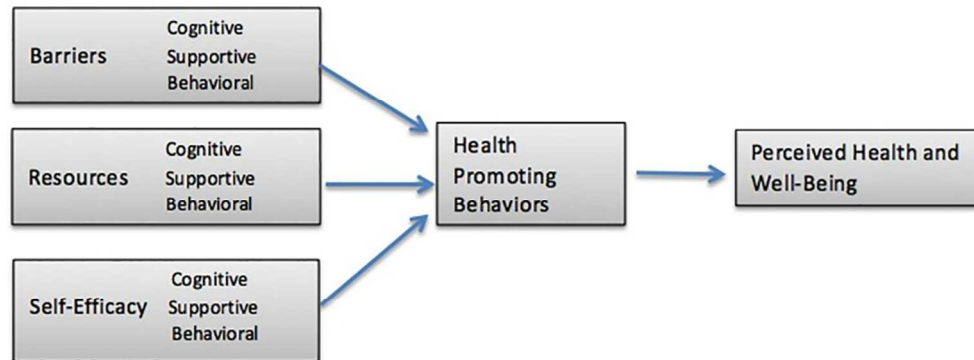 Barriers
Cognitive
Supportive
Behavioral
Resources
Cognitive
Supportive
Behavioral
Self-Efficacy
Cognitive
Supportive
Behavioral
Health
Promoting
Behaviors
Perceived Health and
Well-Being